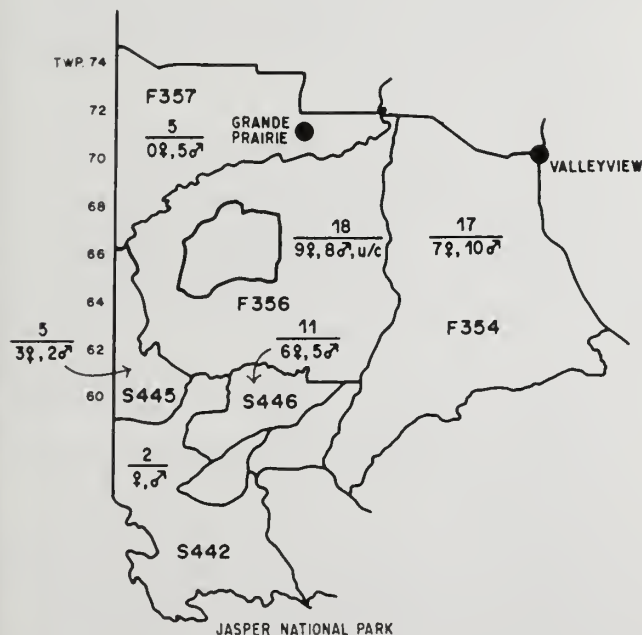 TWP. 74
F357
72
GRANDE
PRAIRIE
5
0♀, 5♂
70
VALLEYVIEW
68
18
9♀, 8♂, u/c
17
7♀, 10♂
66
64
F356
F354
5
3♀, 2♂
11
6♀, 5♂
62
60
S445
S446
2
♀, ♂
S442
JASPER NATIONAL PARK